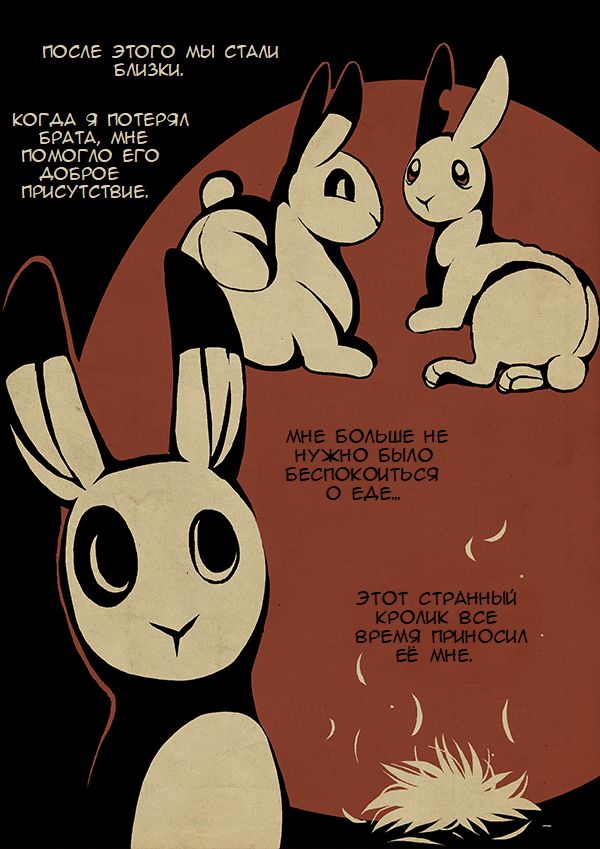 ПОСЛЕ ЭТОГО МЫ СТАЛИ
БЛИЗКИ.
КОГДА Я ПОТЕРЯЛ
БРАТА, МНЕ
ПОМОГЛО ЕГО
ДОБРОЕ
ПРИСУТСТВИЕ.
МНЕ БОЛЬШЕ НЕ
НУЖНО БЫЛО
БЕСПОКОИТЬСЯ
О ЕДЕ...
ЭТОТ СТРАННЫЙ
КРОЛИК ВСЕ
ВРЕМЯ ПРИНОСИЛ
ЕЁ МНЕ.